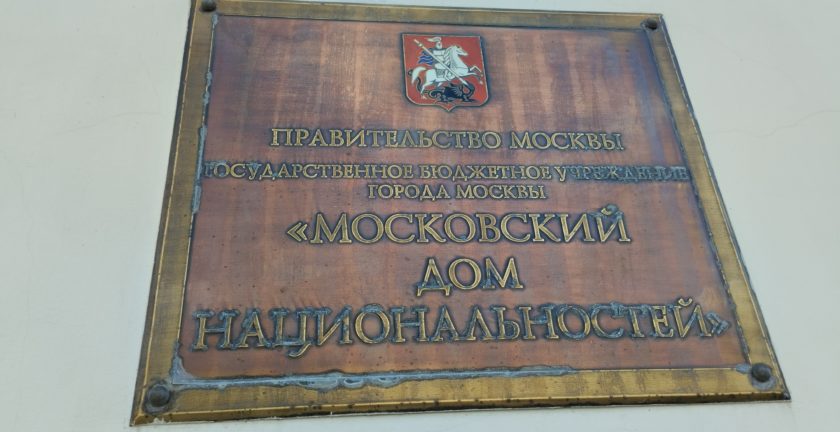 ПРАВИТЕЛЬСТВО МОСКВЫ
ГОСУДАРСТВЕННОЕ БЮДЖЕТНОЕ УЧРЕЖДЕНИЕ
ГОРОДА МОСКВЫ
«МОСКОВСКИЙ
ДОМ
НАЦИОНАЛЬНОСТЕЙ»